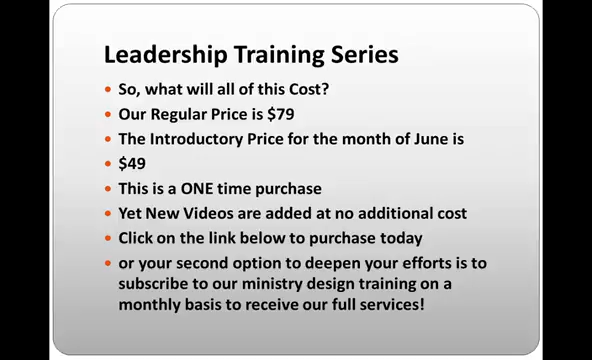 Leadership Training Series
• So, what will all of this Cost?
• Our Regular Price is $79
• The Introductory Price for the month of June is
• $49
• This is a ONE time purchase
• Yet New Videos are added at no additional cost
• Click on the link below to purchase today
• or your second option to deepen your efforts is to
subscribe to our ministry design training on a
monthly basis to receive our full services!